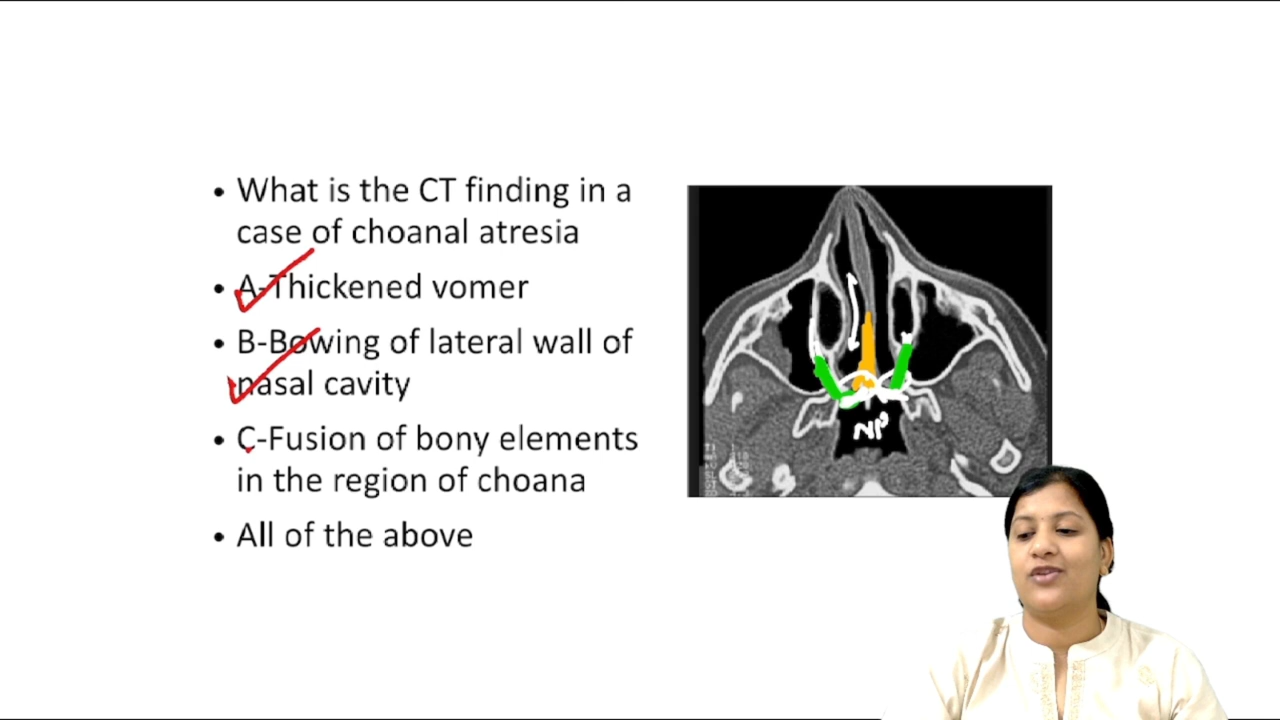 • What is the CT finding in a
case of choanal atresia
• A-Thickened vomer
• B-Bowing of lateral wall of
nasal cavity
• C-Fusion of bony elements
in the region of choana
• All of the above